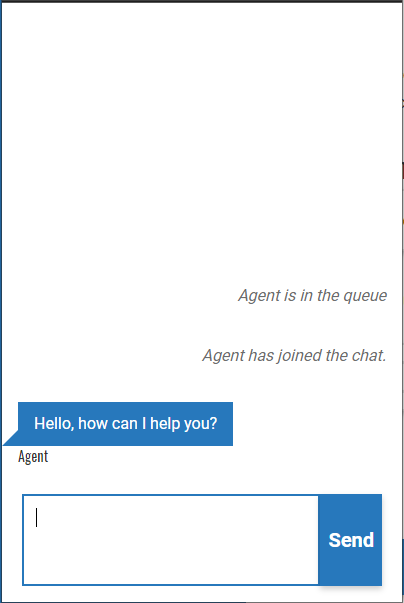 Agent is in the queue
Agent has joined the chat.
Hello, how can I help you?
Agent
Send